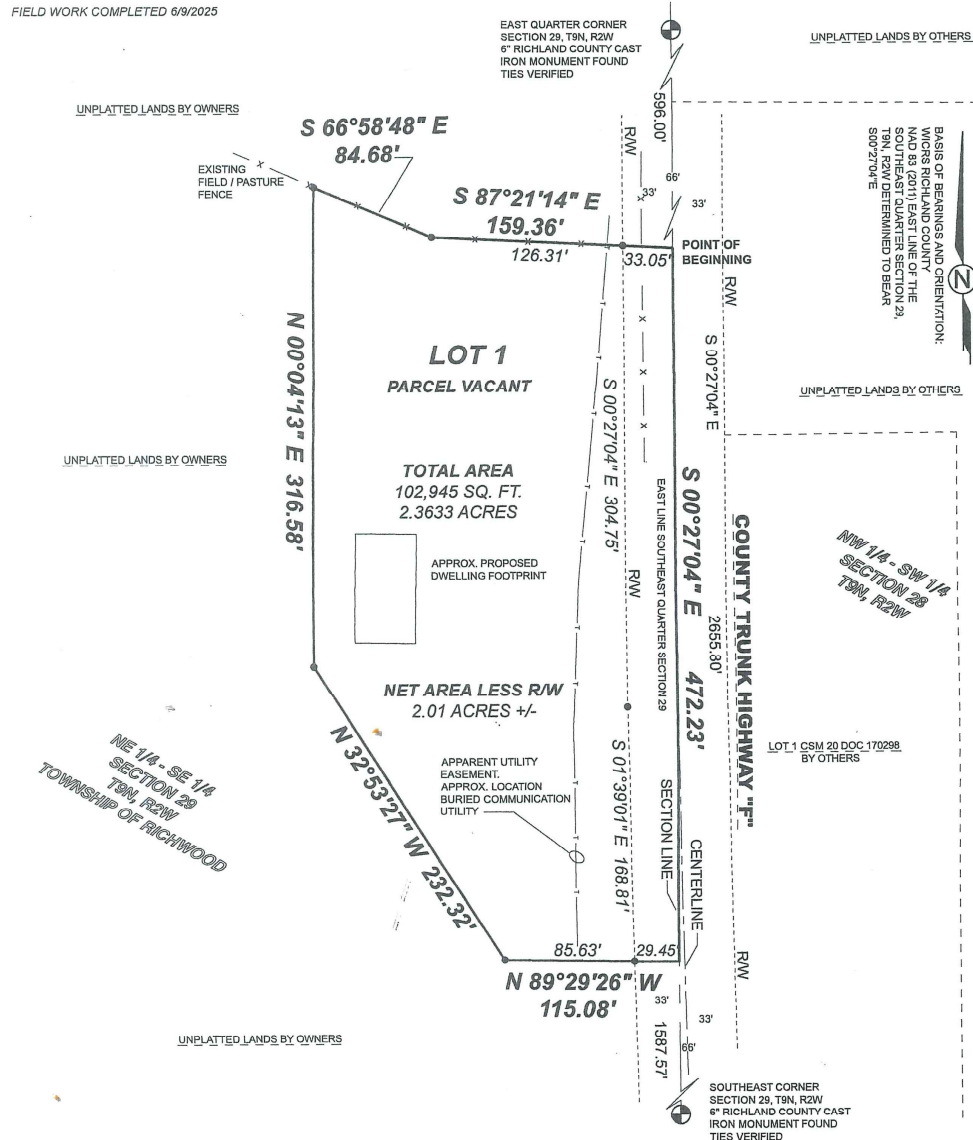 FIELD WORK COMPLETED 6/9/2025
EAST QUARTER CORNER
SECTION 29, T9N, R2W
6" RICHLAND COUNTY CAST
IRON MONUMENT FOUND
TIES VERIFIED
UNPLATTED LANDS BY OTHERS
UNPLATTED LANDS BY OWNERS
596.00'
S 66°58'48" E
84.68'
EXISTING
FIELD / PASTURE
FENCE
X
R/W
33'
66'
33'
BASIS OF BEARINGS AND ORIENTATION:
WICRS RICHLAND COUNTY
NAD 83 (2011) EAST LINE OF THE
SOUTHEAST QUARTER SECTION 29,
T9N, R2W DETERMINED TO BEAR
S00°27'04"E
N
S 87°21'14" E
159.36'
126.31'
33.05'
POINT OF
BEGINNING
R/W
N 00°04'13" E 316.58'
LOT 1
PARCEL VACANT
S 00°27'04" E 304.75'
S 00°27'04" E
2655.80'
UNPLATTED LANDS BY OTHERS
UNPLATTED LANDS BY OWNERS
TOTAL AREA
102,945 SQ. FT.
2.3633 ACRES
EAST LINE SOUTHEAST QUARTER SECTION 29
S 00°27'04" E 472.23'
COUNTY TRUNK HIGHWAY "F"
NW 1/4 - SW 1/4
SECTION 28
T9N, R2W
APPROX. PROPOSED
DWELLING FOOTPRINT
R/W
NET AREA LESS R/W
2.01 ACRES +/-
N 32°53'27" W 232.32'
APPARENT UTILITY
EASEMENT.
APPROX. LOCATION
BURIED COMMUNICATION
UTILITY
S 01°39'01" E 168.81'
SECTION LINE
CENTERLINE
LOT 1 CSM 20 DOC 170298
BY OTHERS
NE 1/4 - SE 1/4
SECTION 29
T9N, R2W
TOWNSHIP OF RICHWOOD
85.63'
29.45'
R/W
N 89°29'26" W
115.08'
33'
33'
66'
1587.57'
UNPLATTED LANDS BY OWNERS
SOUTHEAST CORNER
SECTION 29, T9N, R2W
6" RICHLAND COUNTY CAST
IRON MONUMENT FOUND
TIES VERIFIED